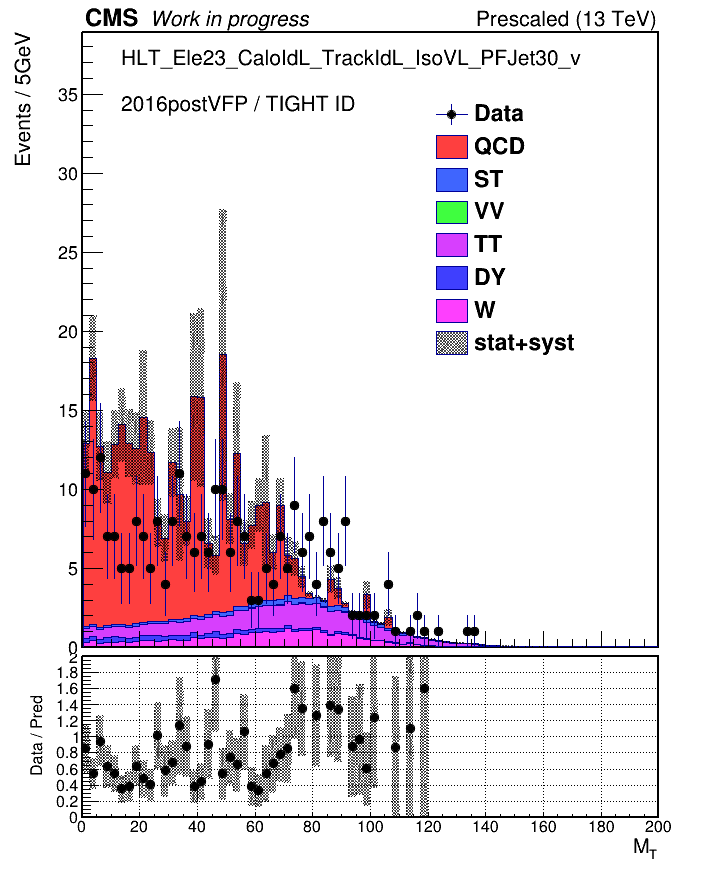 CMS Work in progress Prescaled (13 TeV)
HLT_Ele23_CaloIdL_TrackIdL_IsoVL_PFJet30_v
2016postVFP / TIGHT ID
Events / 5GeV
35
30
25
20
15
10
5
0
Data
QCD
ST
VV
TT
DY
W
stat+syst
Data / Pred
2
1.8
1.6
1.4
1.2
1
0.8
0.6
0.4
0.2
0
0 20 40 60 80 100 120 140 160 180 200
M_T